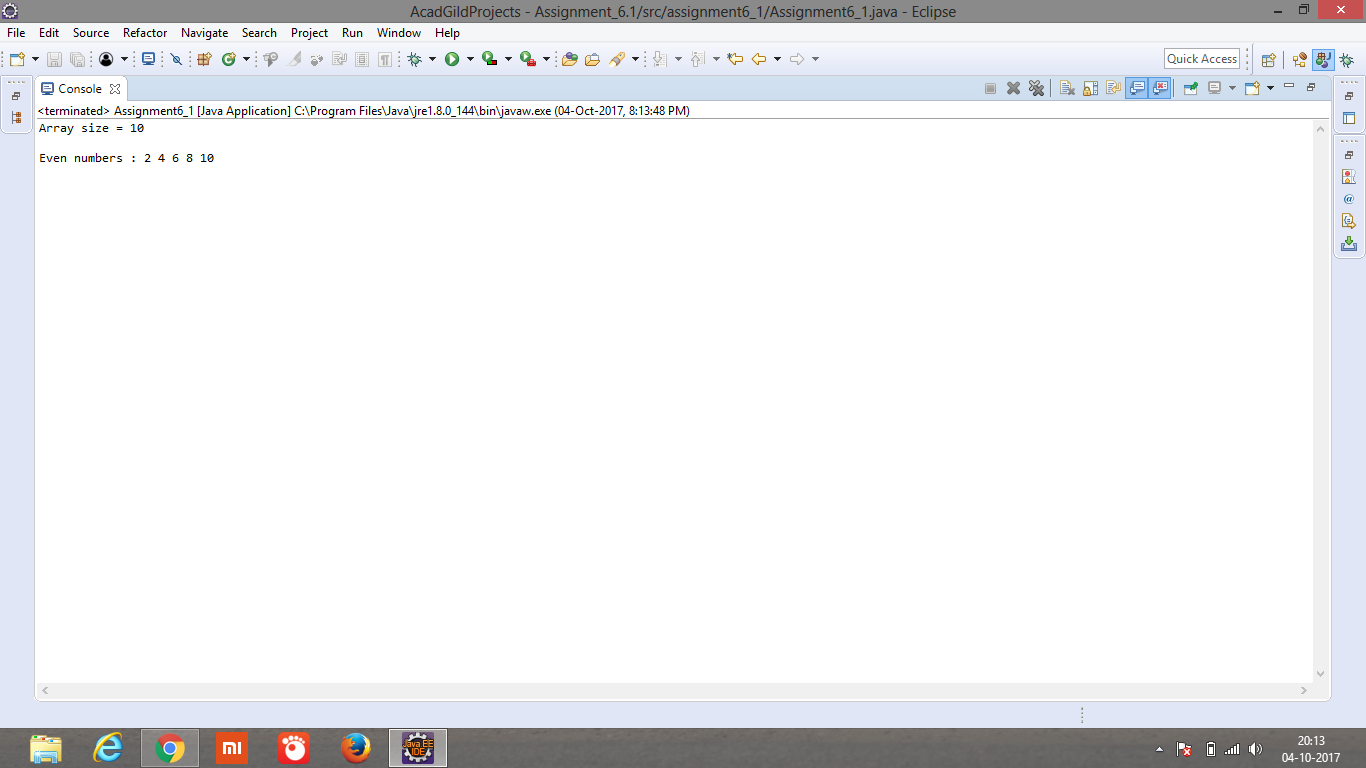 AcadGildProjects - Assignment_6.1/src/assignment6_1/Assignment6_1.java - Eclipse
File Edit Source Refactor Navigate Search Project Run Window Help
Quick Access
Console
<terminated> Assignment6_1 [Java Application] C:\Program Files\Java\jre1.8.0_144\bin\javaw.exe (04-Oct-2017, 8:13:48 PM)
Array size = 10
Even numbers : 2 4 6 8 10
mi
Java EE
IDE
20:13
04-10-2017